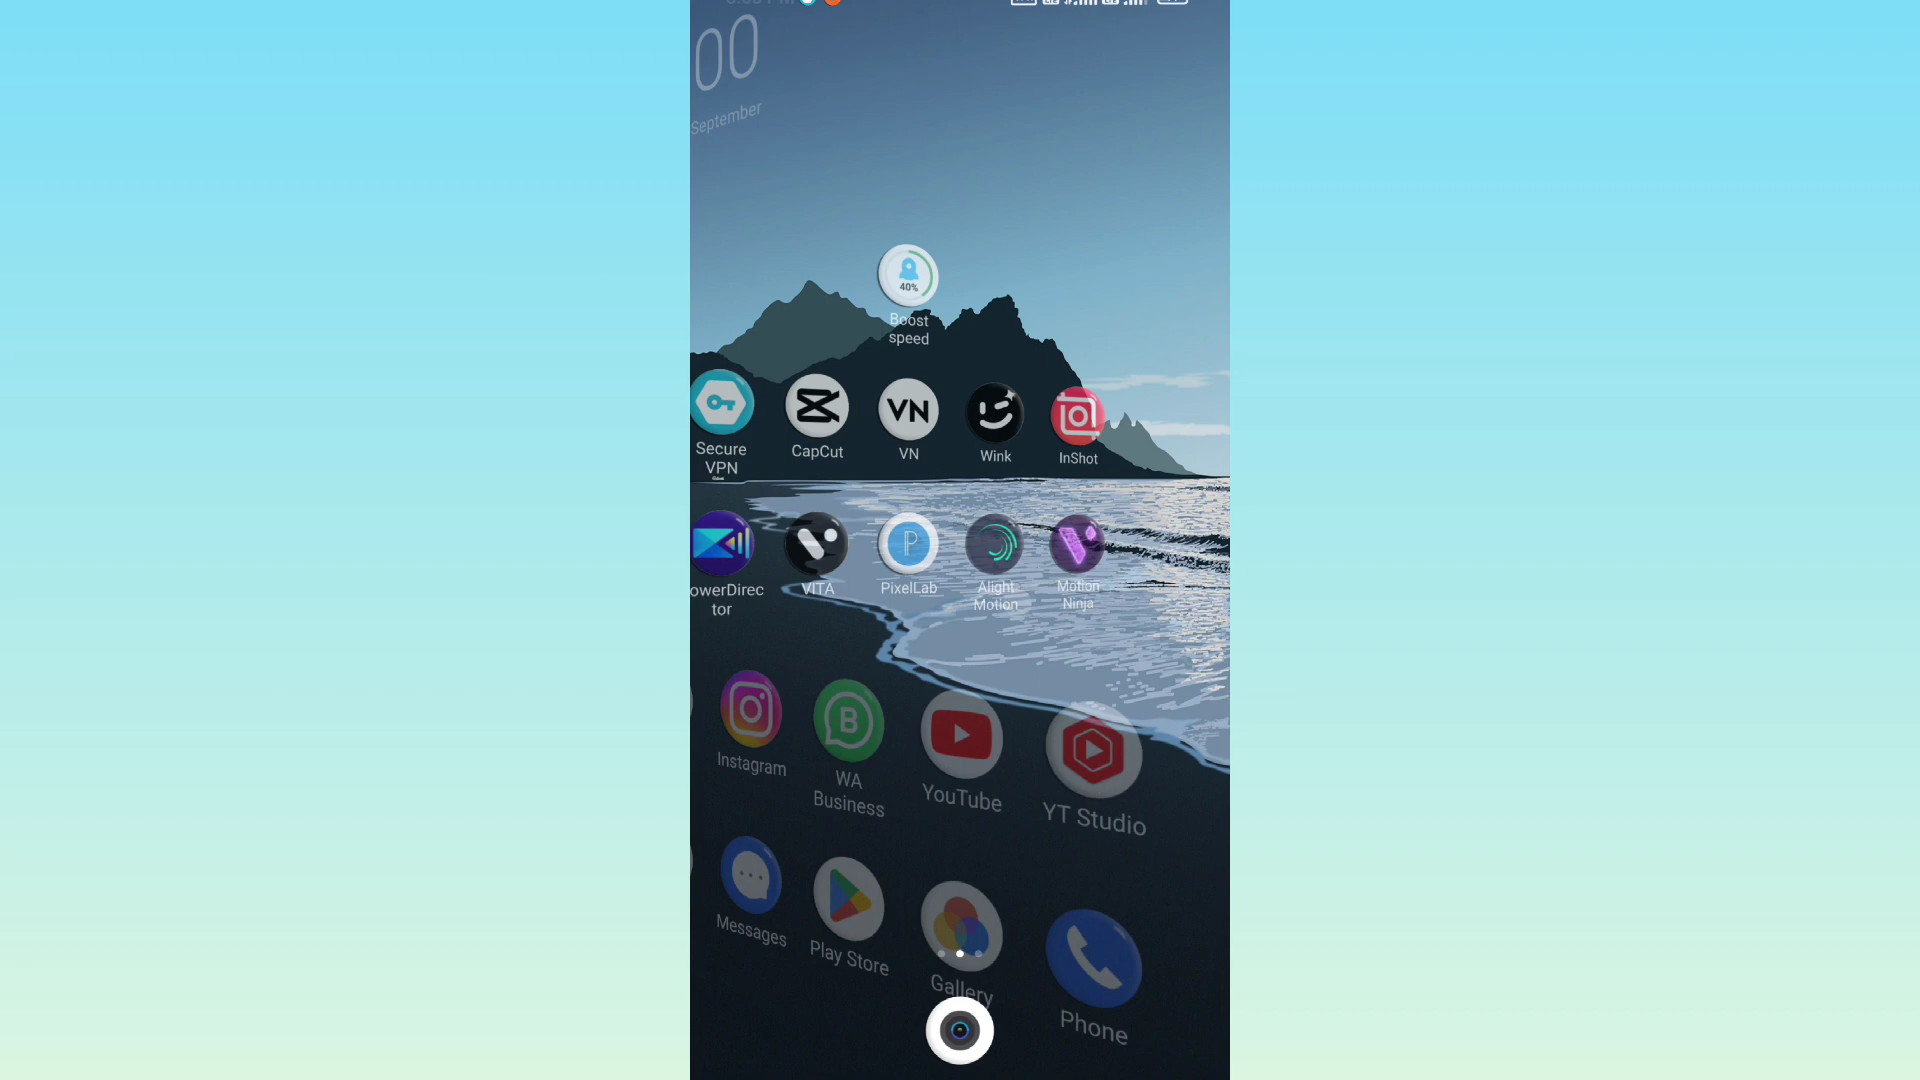 00
September
40%
Boost
speed
Secure
VPN
CapCut
VN
VN
Wink
InShot
owerDirec
tor
VITA
P
PixelLab
Alight
Motion
Motion
Ninja
Instagram
B
WA
Business
YouTube
YT Studio
Messages
Play Store
Gallery
Phone